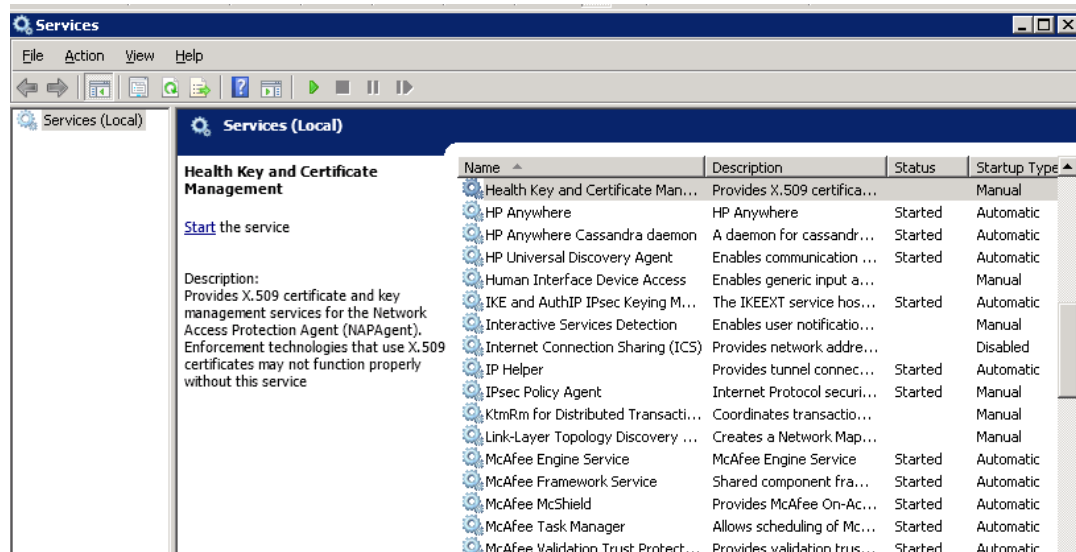 Services
File Action View Help
Services (Local)
Services (Local)
Health Key and Certificate
Management
Start the service
Description:
Provides X.509 certificate and key
management services for the Network
Access Protection Agent (NAPAgent).
Enforcement technologies that use X.509
certificates may not function properly
without this service
Name Description Status Startup Type
Health Key and Certificate Man... Provides X.509 certifica... Manual
HP Anywhere HP Anywhere Started Automatic
HP Anywhere Cassandra daemon A daemon for cassandr... Started Automatic
HP Universal Discovery Agent Enables communication ... Started Automatic
Human Interface Device Access Enables generic input a... Manual
IKE and AuthIP IPsec Keying M... The IKEEXT service hos... Started Automatic
Interactive Services Detection Enables user notificatio... Manual
Internet Connection Sharing (ICS) Provides network addre... Disabled
IP Helper Provides tunnel connec... Started Automatic
IPsec Policy Agent Internet Protocol securi... Started Manual
KtmRm for Distributed Transacti... Coordinates transactio... Manual
Link-Layer Topology Discovery ... Creates a Network Map... Manual
McAfee Engine Service McAfee Engine Service Started Automatic
McAfee Framework Service Shared component fra... Started Automatic
McAfee McShield Provides McAfee On-Ac... Started Automatic
McAfee Task Manager Allows scheduling of Mc... Started Automatic
McAfee Validation Trust Protect... Provides validation trus... Started Automatic